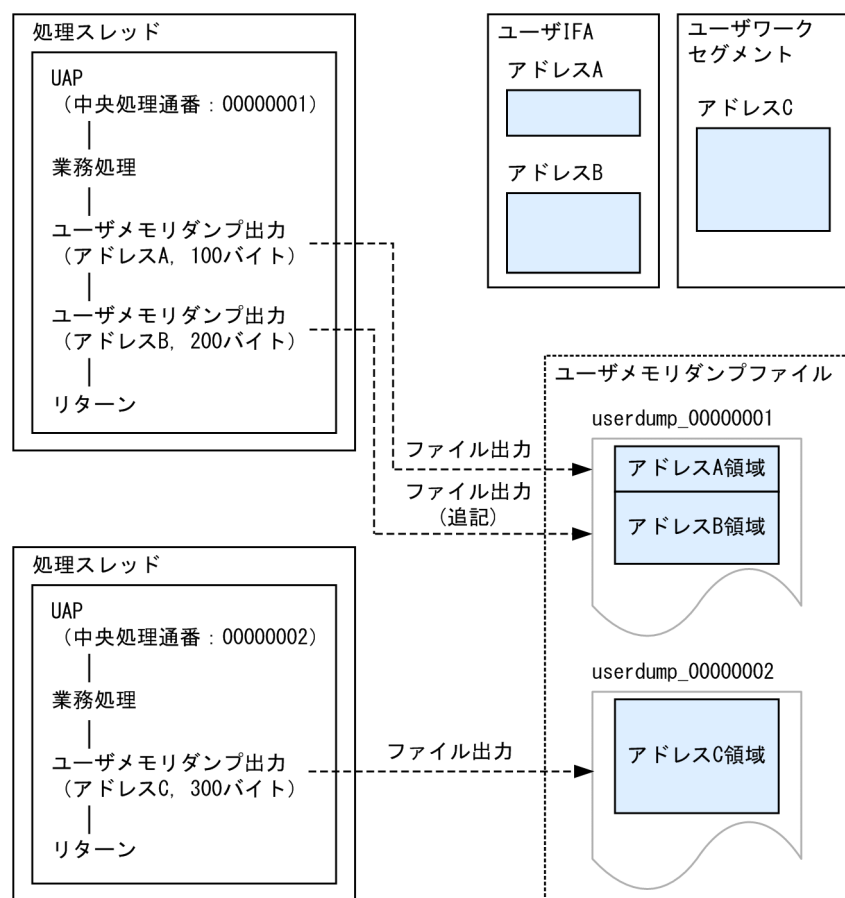 処理スレッド
UAP
（中央処理通番：00000001）
業務処理
ユーザメモリダンプ出力
（アドレスA，100バイト）
ユーザメモリダンプ出力
（アドレスB，200バイト）
リターン
ユーザIFA
アドレスA
アドレスB
ユーザワーク
セグメント
アドレスC
ファイル出力
ファイル出力
（追記）
ユーザメモリダンプファイル
userdump_00000001
アドレスA領域
アドレスB領域
処理スレッド
UAP
（中央処理通番：00000002）
業務処理
ユーザメモリダンプ出力
（アドレスC，300バイト）
リターン
ファイル出力
userdump_00000002
アドレスC領域